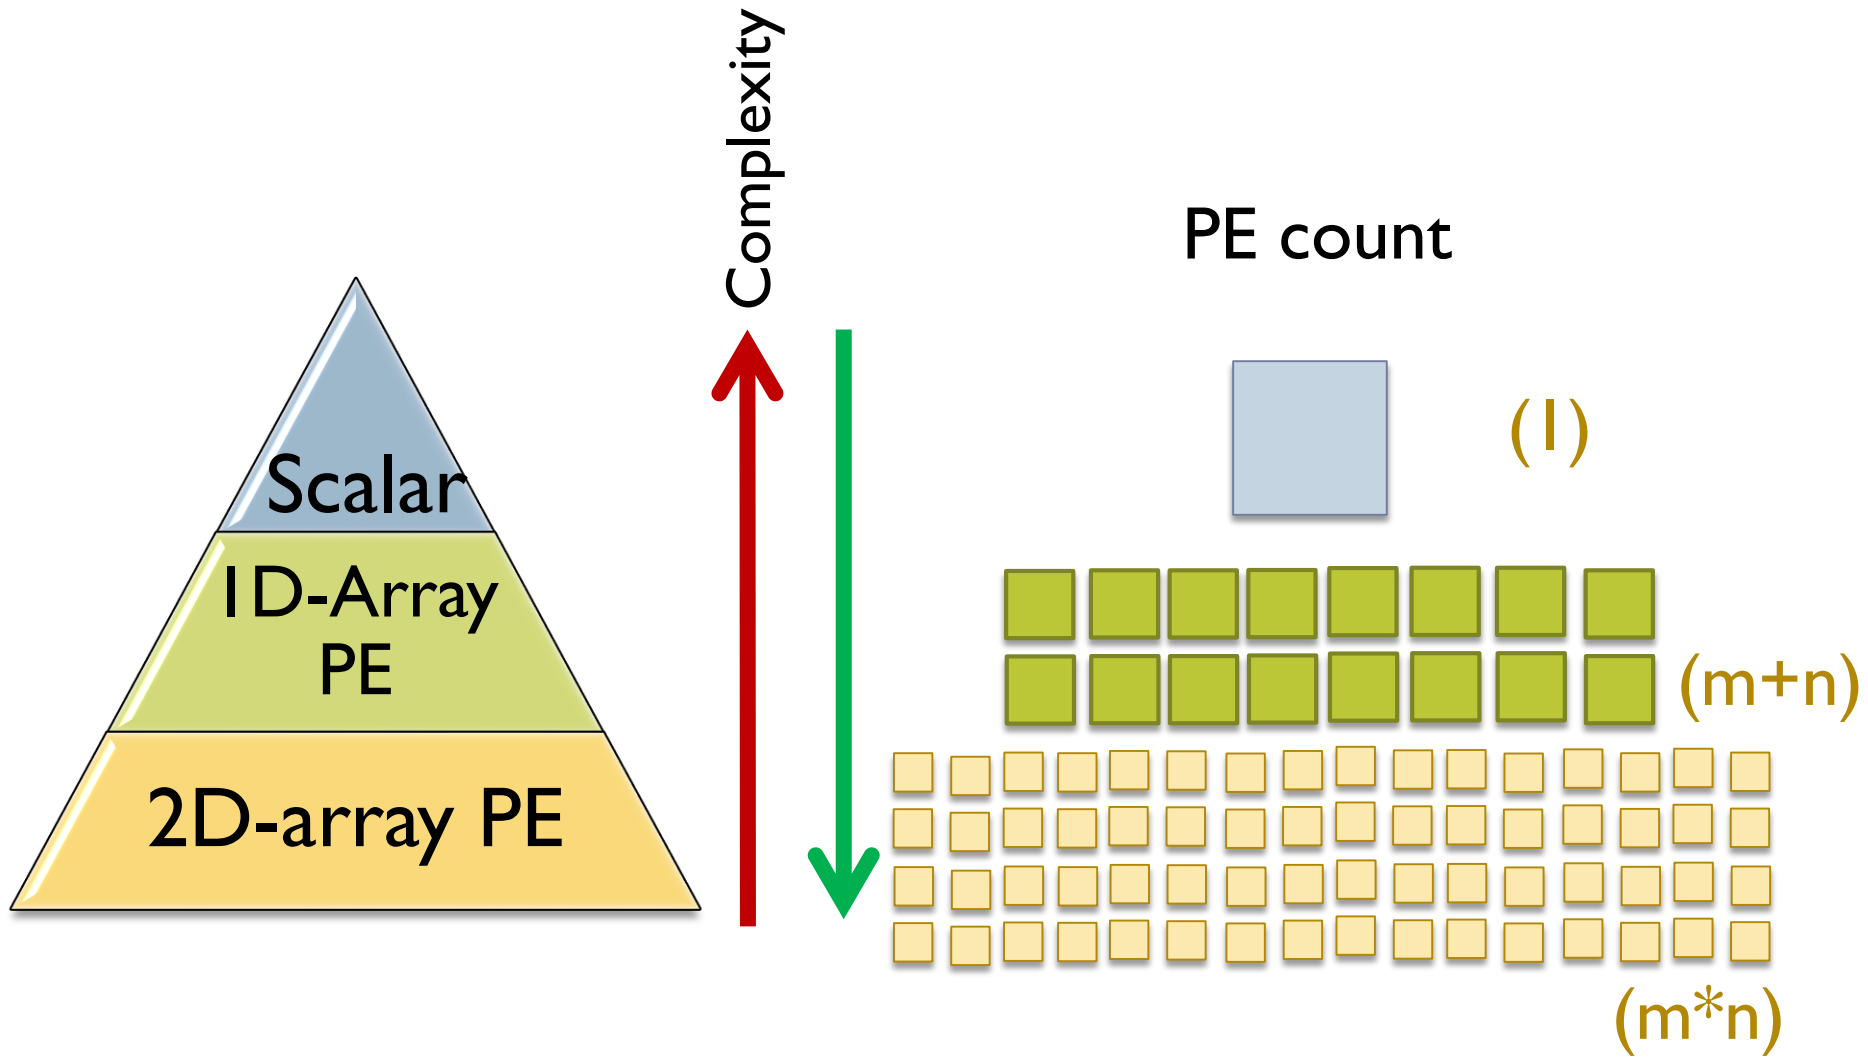 Complexity
PE count
Scalar
1D-Array
PE
2D-array PE
(1)
(m+n)
(m*n)